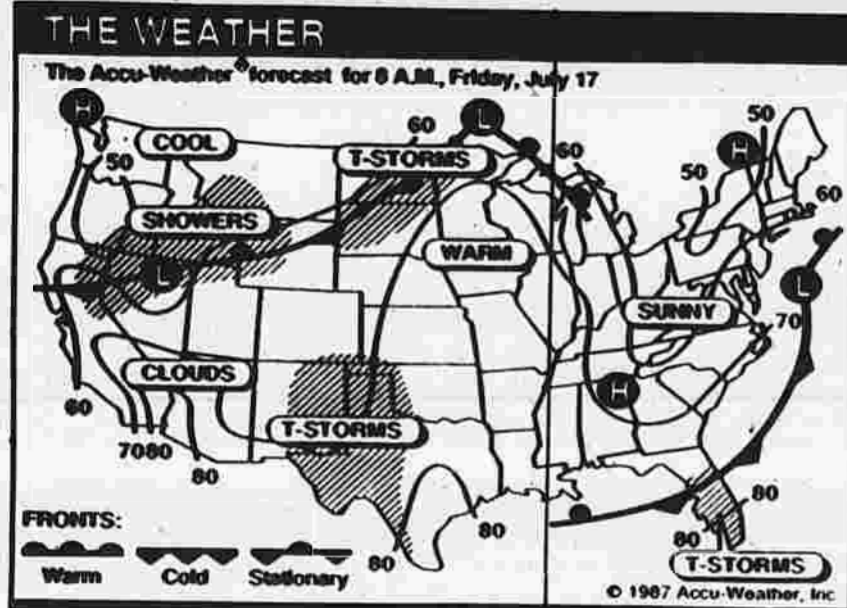 THE WEATHER
The Accu-Weather® forecast for 8 A.M., Friday, July 17
H
COOL
50
60
L
T-STORMS
60
50
H
50
60
SHOWERS
L
WARM
L
SUNNY
70
CLOUDS
H
60
T-STORMS
70 80
80
80
80
80
80
FRONTS:
Warm
Cold
Stationary
T-STORMS
© 1987 Accu-Weather, Inc